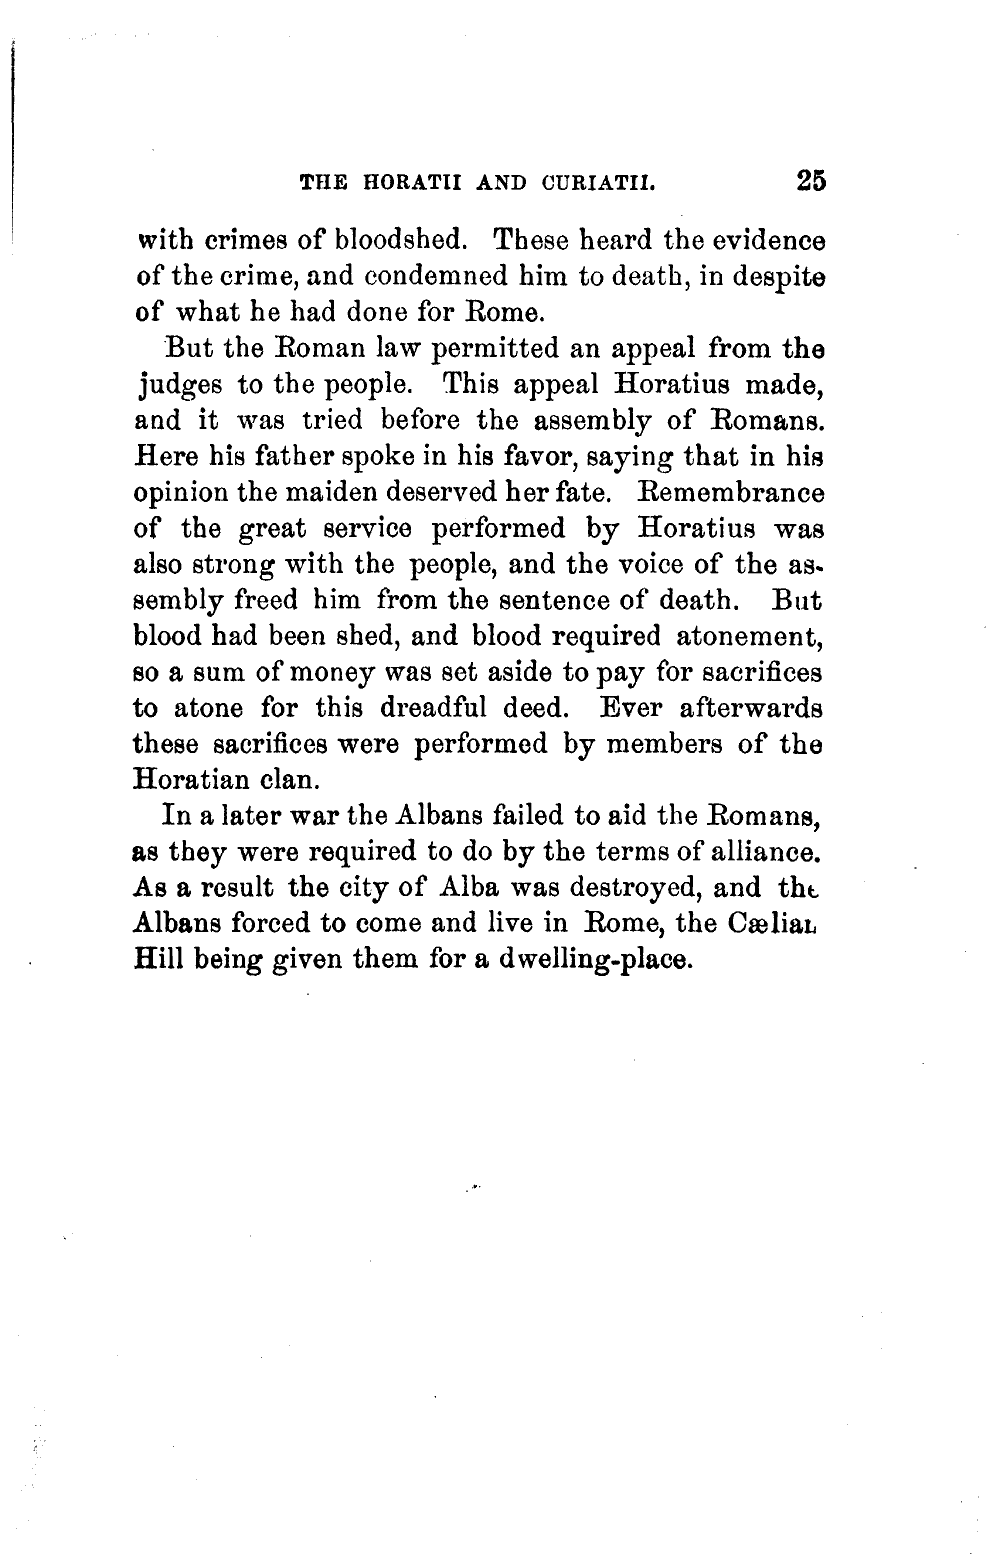 THE HORATII AND CURIATII. 25
with crimes of bloodshed. These heard the evidence
of the crime, and condemned him to death, in despite
of what he had done for Rome.
But the Roman law permitted an appeal from the
judges to the people. This appeal Horatius made,
and it was tried before the assembly of Romans.
Here his father spoke in his favor, saying that in his
opinion the maiden deserved her fate. Remembrance
of the great service performed by Horatius was
also strong with the people, and the voice of the as-
sembly freed him from the sentence of death. But
blood had been shed, and blood required atonement,
so a sum of money was set aside to pay for sacrifices
to atone for this dreadful deed. Ever afterwards
these sacrifices were performed by members of the
Horatian clan.
In a later war the Albans failed to aid the Romans,
as they were required to do by the terms of alliance.
As a result the city of Alba was destroyed, and the
Albans forced to come and live in Rome, the Cælian
Hill being given them for a dwelling-place.